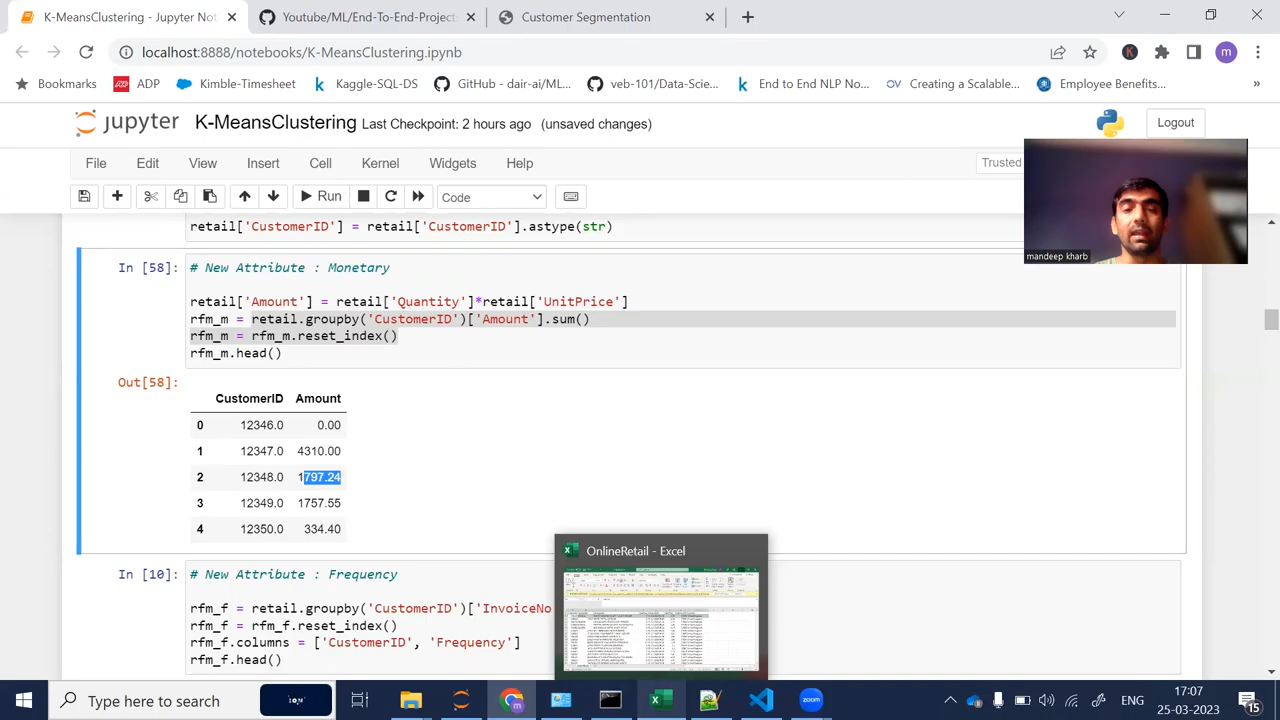 K-MeansClustering - Jupyter Not
Youtube/ML/End-To-End-Projects
Customer Segmentation
localhost:8888/notebooks/K-MeansClustering.ipynb
K
m
Bookmarks
ADP
Kimble-Timesheet
Kaggle-SQL-DS
GitHub - dair-ai/ML...
veb-101/Data-Scie...
End to End NLP No...
Creating a Scalable...
Employee Benefits...
»
jupyter
K-MeansClustering Last Checkpoint: 2 hours ago (unsaved changes)
Logout
File Edit View Insert Cell Kernel Widgets Help
Trusted
Run
Code
mandeep kharb
retail['CustomerID'] = retail['CustomerID'].astype(str)
In [58]:
# New Attribute : Monetary
retail['Amount'] = retail['Quantity']*retail['UnitPrice']
rfm_m = retail.groupby('CustomerID')['Amount'].sum()
rfm_m = rfm_m.reset_index()
rfm_m.head()
Out[58]:
CustomerID Amount
0 12346.0 0.00
1 12347.0 4310.00
2 12348.0 1797.24
3 12349.0 1757.55
4 12350.0 334.40
OnlineRetail - Excel
In [10]:
# New Attribute : Frequency
rfm_f = retail.groupby('CustomerID')['InvoiceNo
rfm_f = rfm_f.reset_index()
rfm_f.columns = ['CustomerID', 'Frequency']
rfm_f.head()
Type here to search
zoom
ENG
17:07
25-03-2023
15